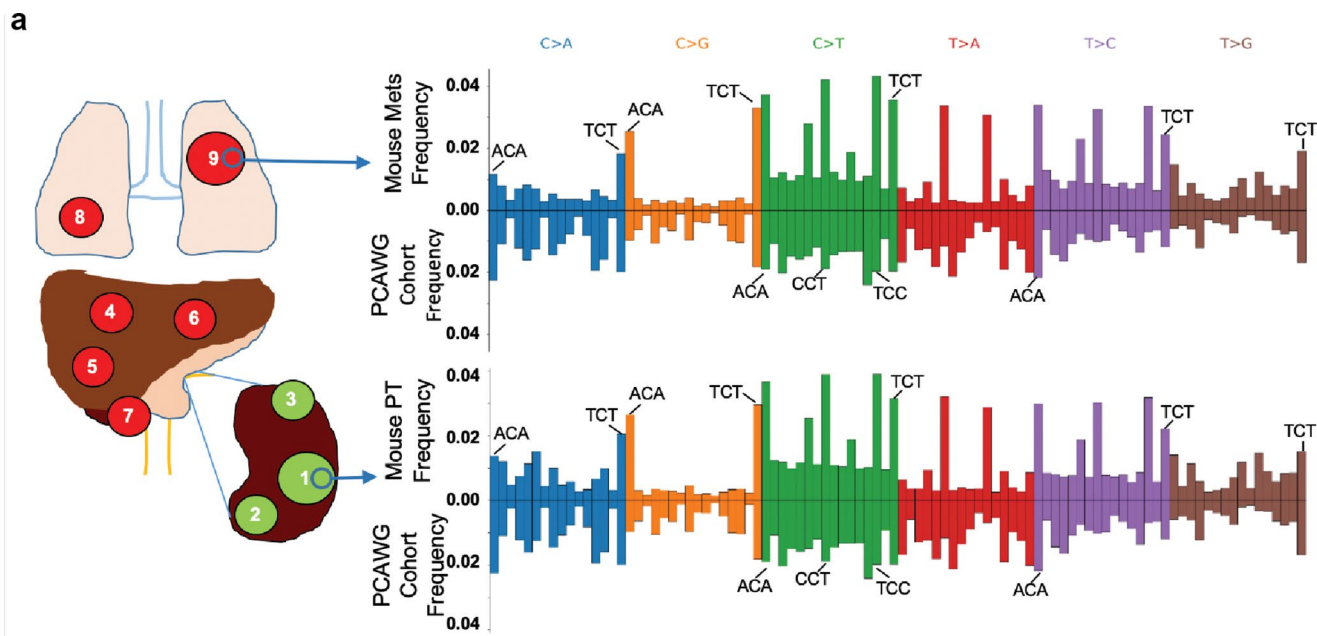 a
C>A C>G C>T T>A T>C T>G
Mouse Mets
Frequency
PCAWG
Cohort
Frequency
0.04
0.02
0.00
0.02
0.04
ACA
TCT
ACA
TCT
TCT
TCT
TCT
ACA
CCT
TCC
ACA
9
8
4
6
5
7
3
1
2
Mouse PT
Frequency
PCAWG
Cohort
Frequency
0.04
0.02
0.00
0.02
0.04
ACA
TCT
ACA
TCT
TCT
TCT
TCT
ACA
CCT
TCC
ACA